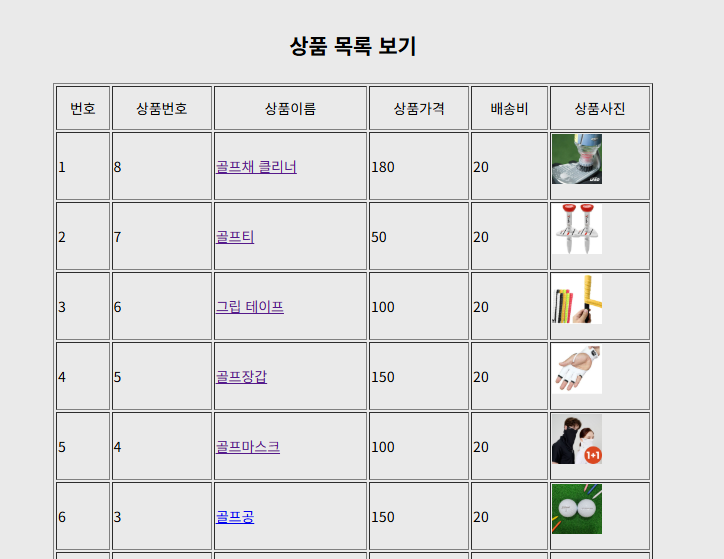 상품 목록 보기
번호 상품번호 상품이름 상품가격 배송비 상품사진
1 8 골프채 클리너 180 20
2 7 골프티 50 20
3 6 그립 테이프 100 20
4 5 골프장갑 150 20
5 4 골프마스크 100 20
1+1
6 3 골프공 150 20